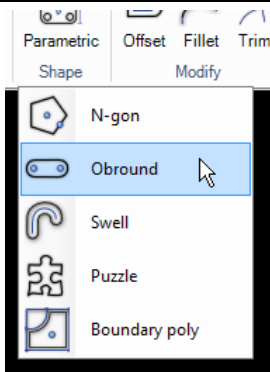 Parametric Offset Fillet Trim
Shape Modify
N-gon
Obround
Swell
Puzzle
Boundary poly